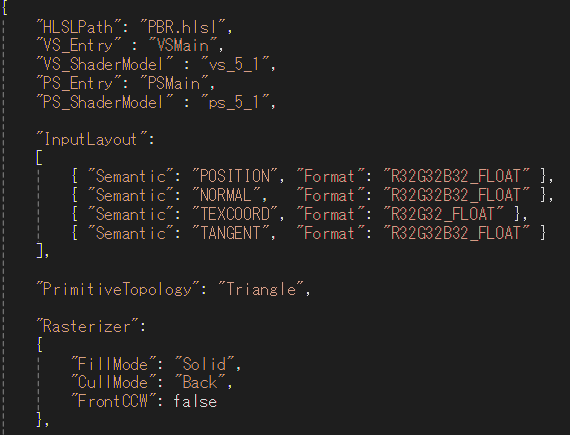 {
"HLSLPath": "PBR.hlsl",
"VS_Entry" : "VSMain",
"VS_ShaderModel" : "vs_5_1",
"PS_Entry": "PSMain",
"PS_ShaderModel" : "ps_5_1",
"InputLayout":
[
{ "Semantic": "POSITION", "Format": "R32G32B32_FLOAT" },
{ "Semantic": "NORMAL", "Format": "R32G32B32_FLOAT" },
{ "Semantic": "TEXCOORD", "Format": "R32G32_FLOAT" },
{ "Semantic": "TANGENT", "Format": "R32G32B32_FLOAT" }
],
"PrimitiveTopology": "Triangle",
"Rasterizer":
{
"FillMode": "Solid",
"CullMode": "Back",
"FrontCCW": false
},